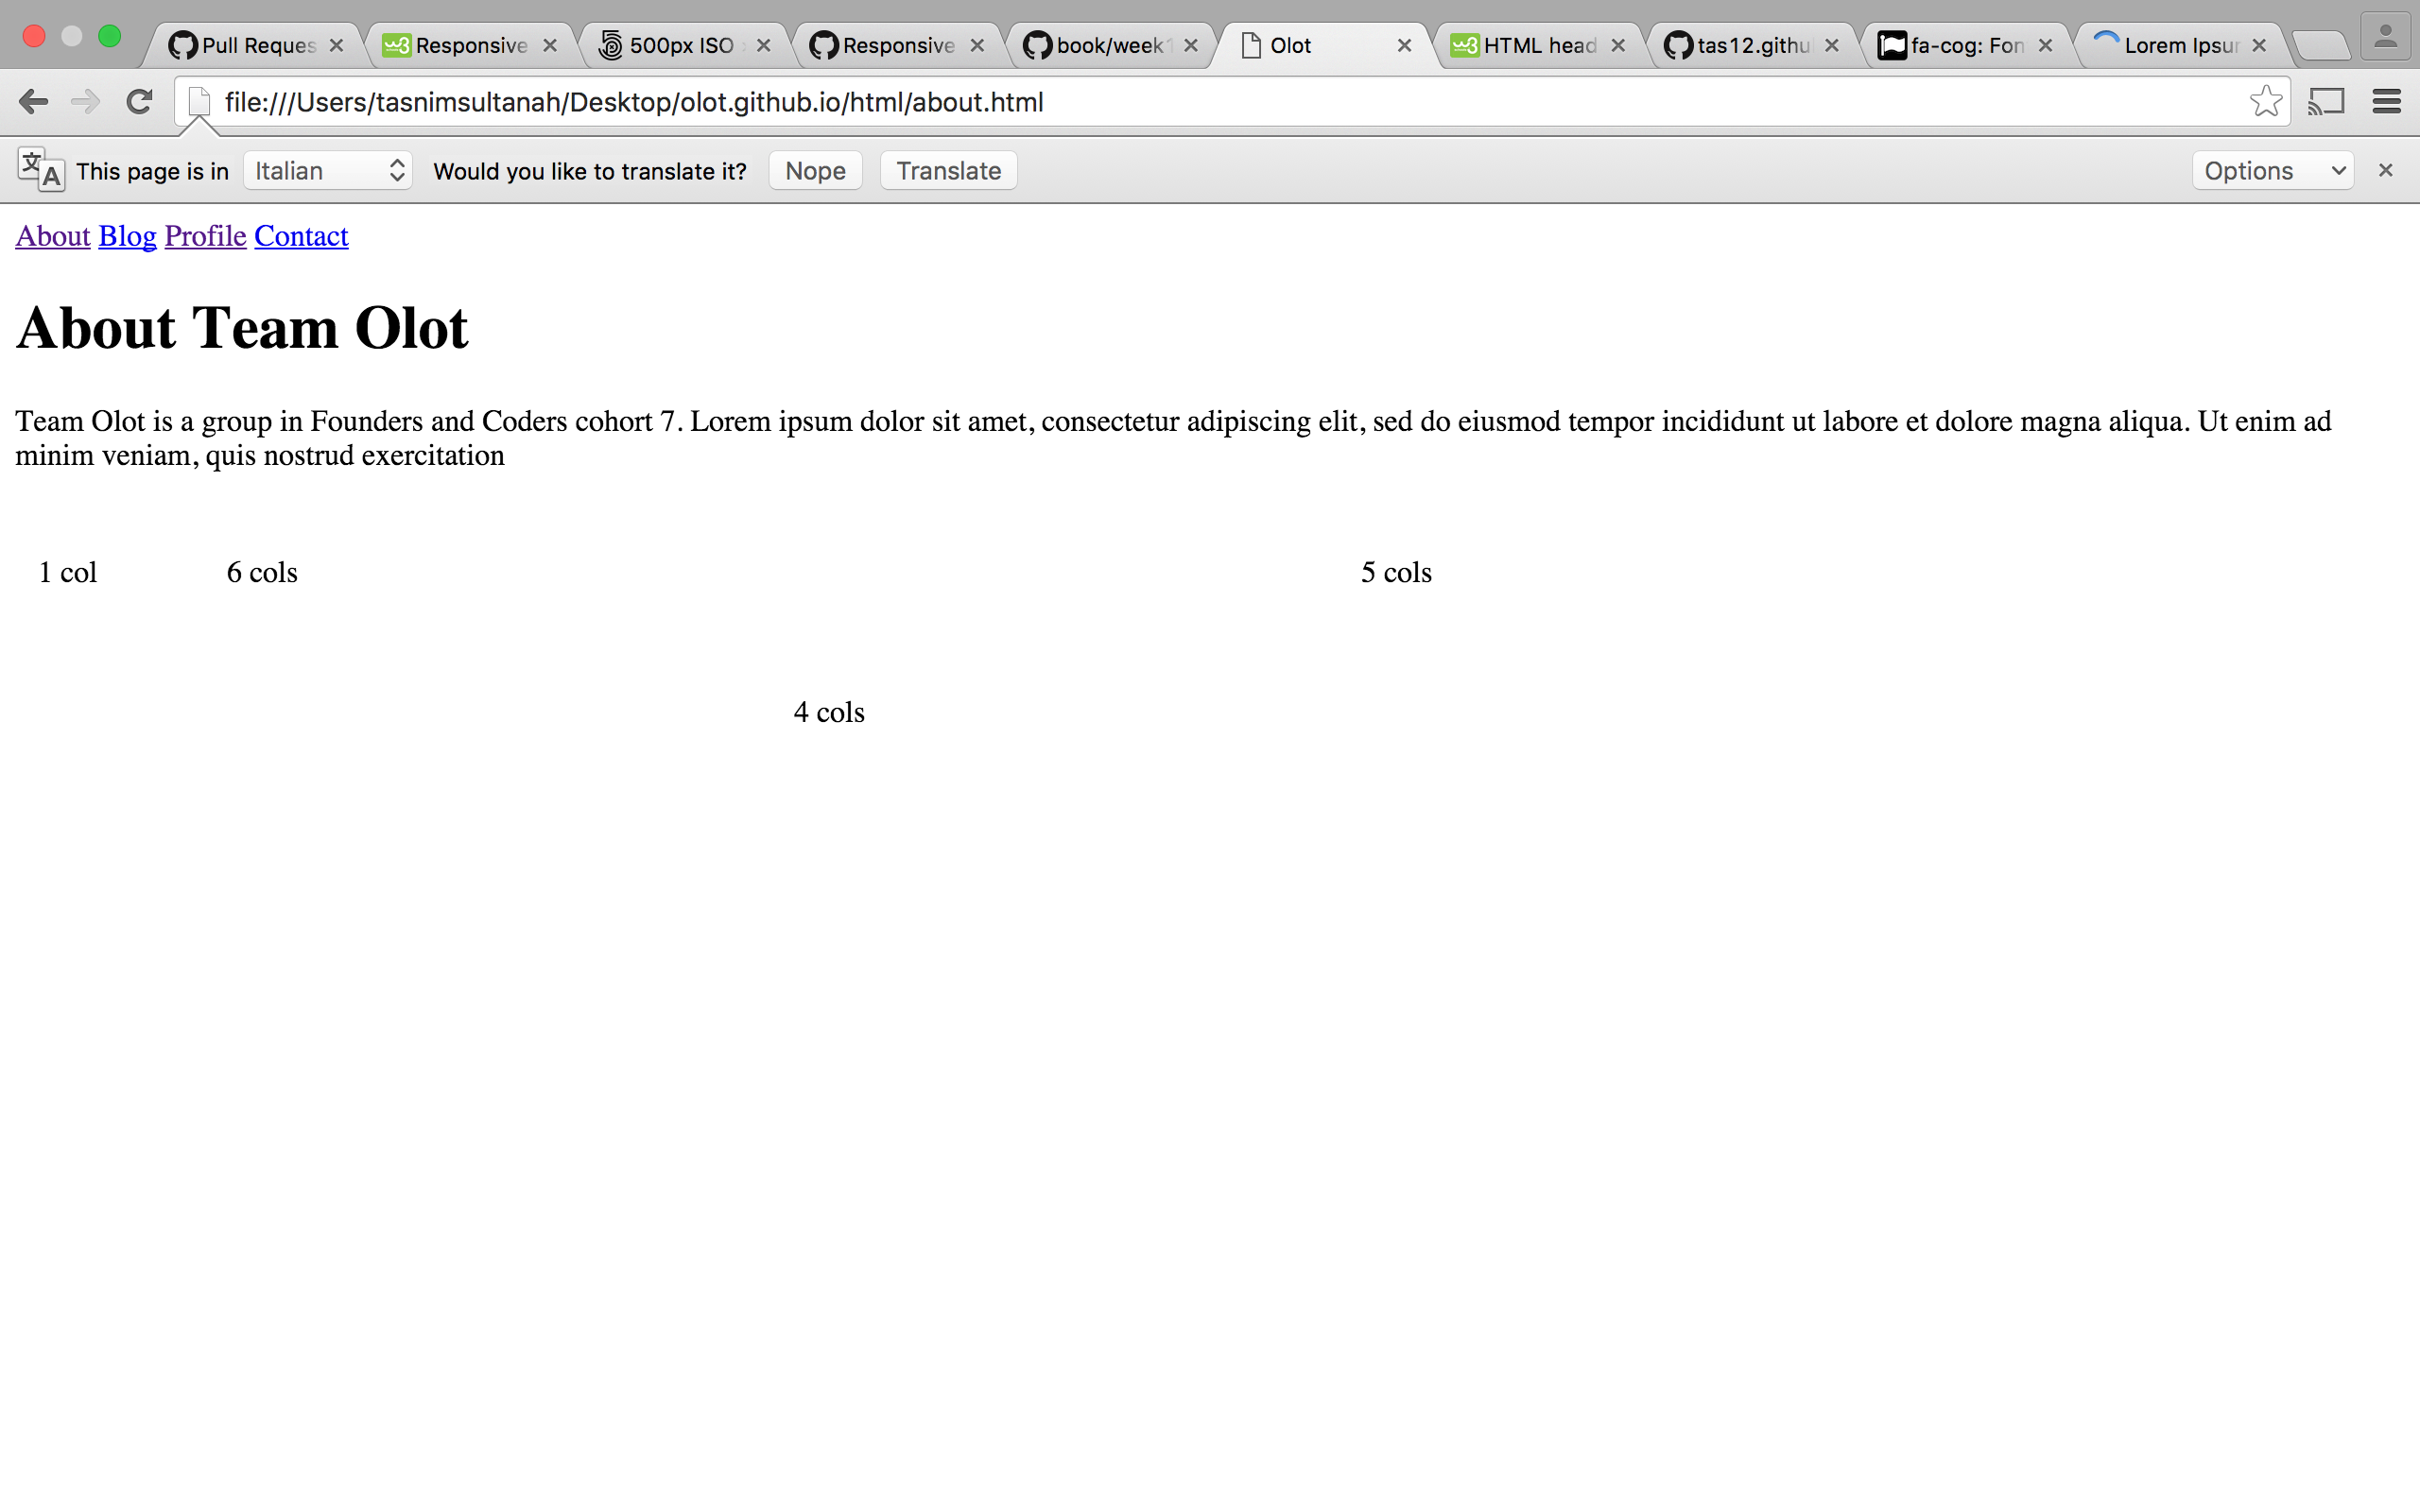 Pull Reques
Responsive
500px ISO
Responsive
book/week1
Olot
HTML head
tas12.githu
fa-cog: Fon
Lorem Ipsu
file:///Users/tasnimsultanah/Desktop/olot.github.io/html/about.html
This page is in Italian Would you like to translate it? Nope Translate Options
About Blog Profile Contact
About Team Olot
Team Olot is a group in Founders and Coders cohort 7. Lorem ipsum dolor sit amet, consectetur adipiscing elit, sed do eiusmod tempor incididunt ut labore et dolore magna aliqua. Ut enim ad
minim veniam, quis nostrud exercitation
1 col 6 cols 5 cols
4 cols